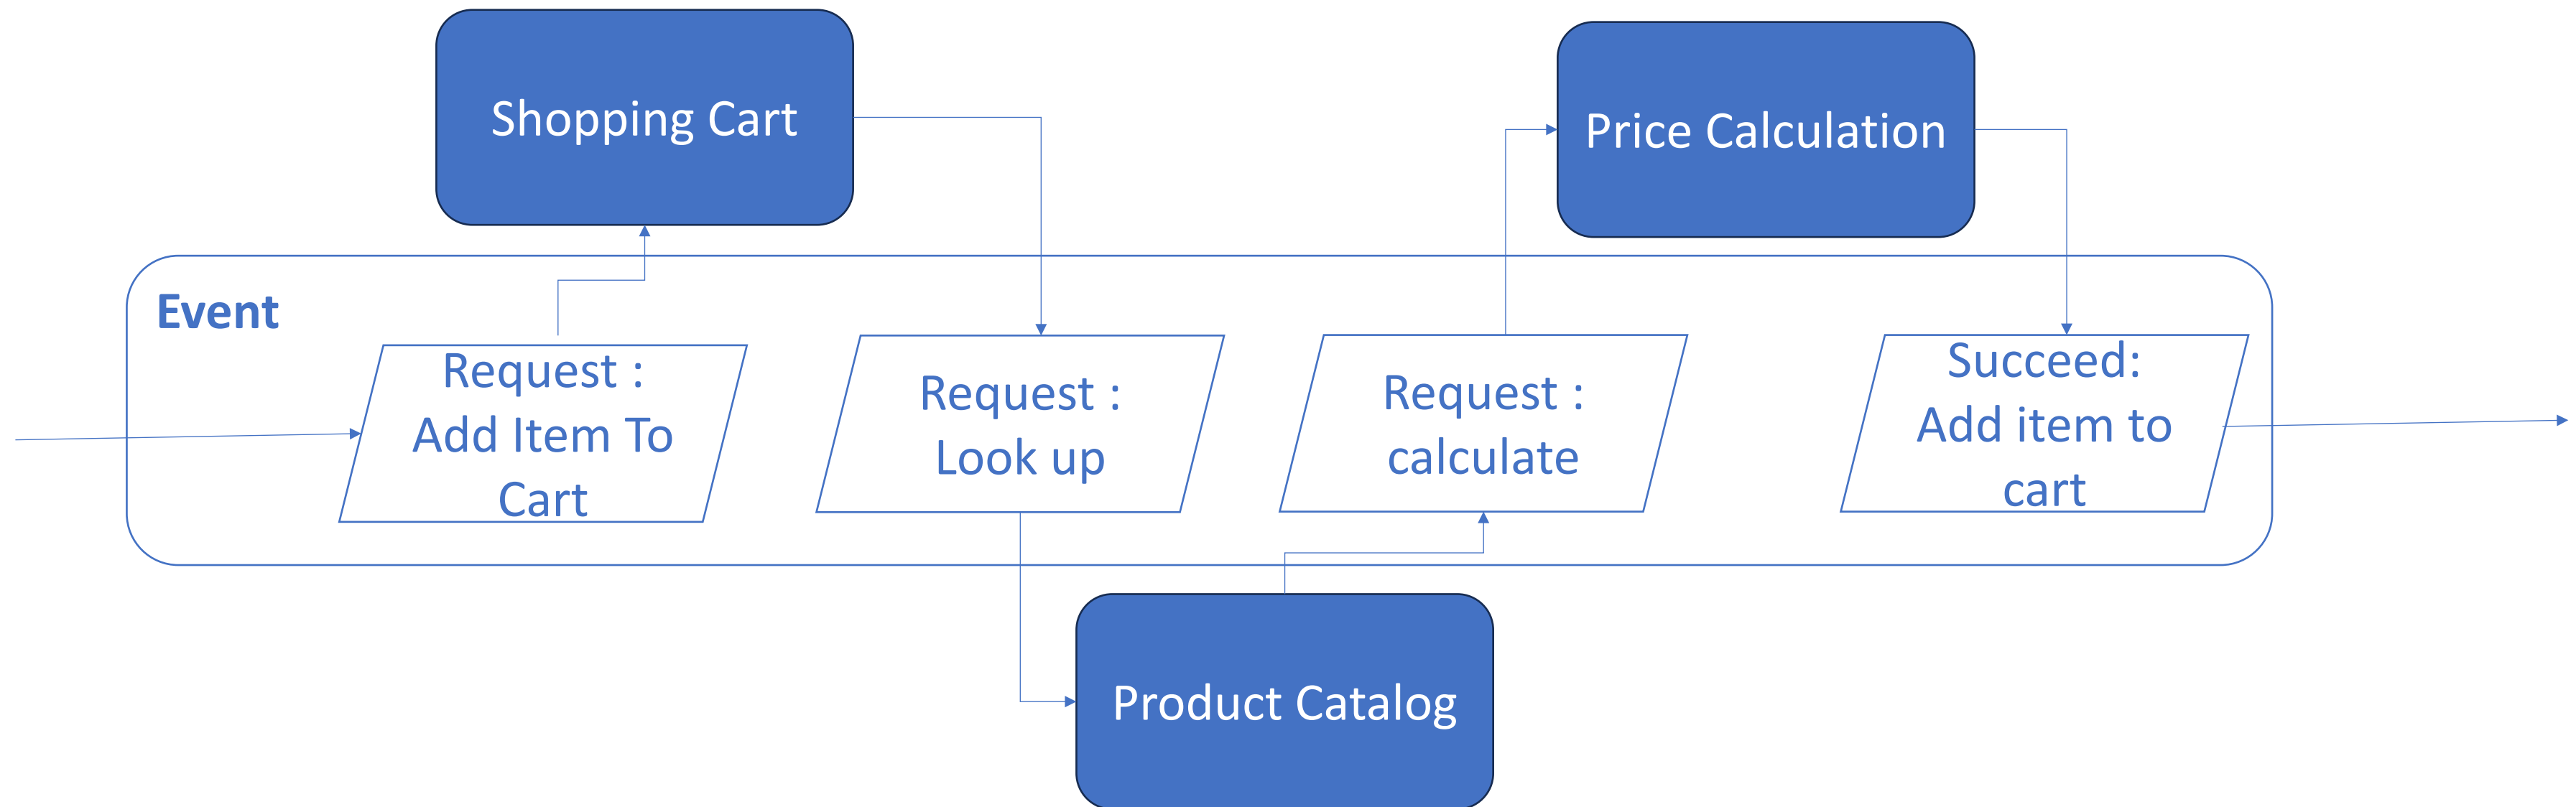 Shopping Cart
Price Calculation
Event
Request :
Add Item To
Cart
Request :
Look up
Request :
calculate
Succeed:
Add item to
cart
Product Catalog